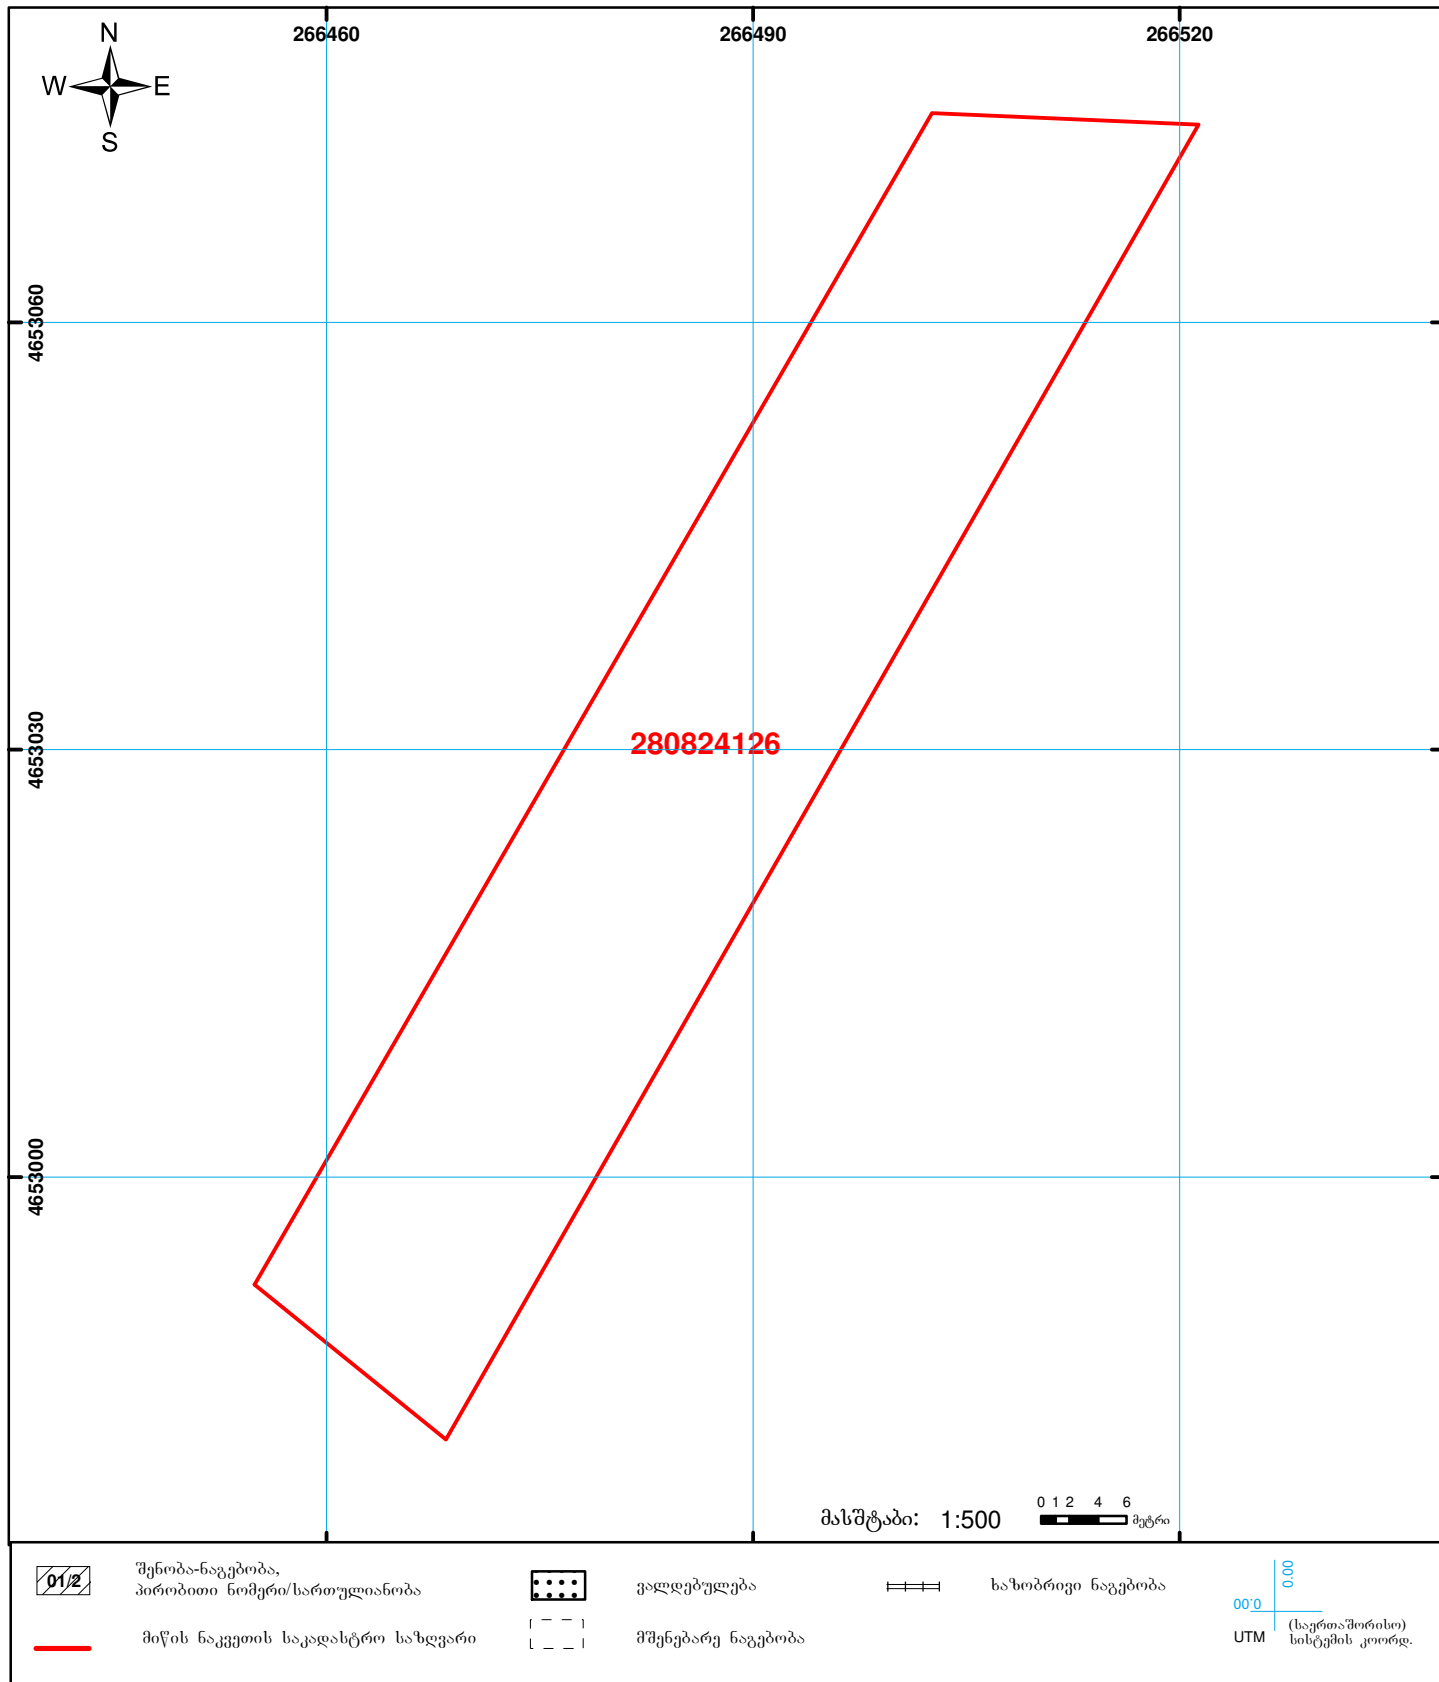 N
W E
S
266460 266490 266520
4653060
4653030
4653000
280824126
მასშტაბი: 1:500
0 1 2 4 6
მეტრი
01/2
შენობა-ნაგებობა,
პირობითი ნომერი/სართულიანობა
ვალდებულება
ხაზობრივი ნაგებობა
მიწის ნაკვეთის საკადასტრო საზღვარი
მშენებარე ნაგებობა
0.00
00.0
UTM
(საერთაშორისო)
სისტემის კოორდ.